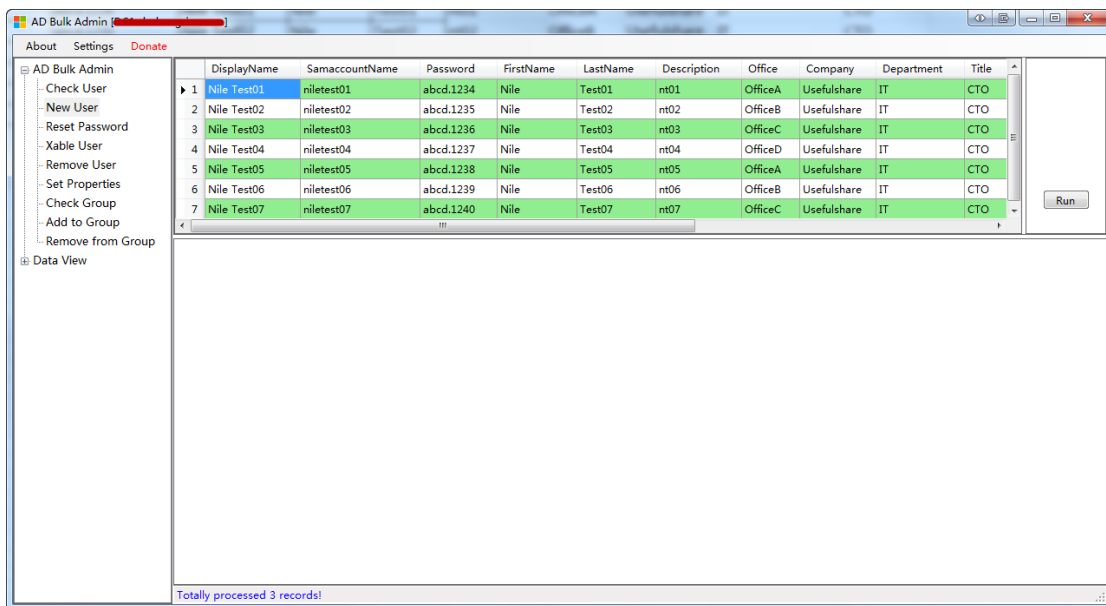 AD Bulk Admin [
About Settings Donate
AD Bulk Admin
Check User
New User
Reset Password
Xable User
Remove User
Set Properties
Check Group
Add to Group
Remove from Group
Data View
DisplayName SamaccountName Password FirstName LastName Description Office Company Department Title
1 Nile Test01 niletest01 abcd.1234 Nile Test01 nt01 OfficeA Usefulshare IT CTO
2 Nile Test02 niletest02 abcd.1235 Nile Test02 nt02 OfficeB Usefulshare IT CTO
3 Nile Test03 niletest03 abcd.1236 Nile Test03 nt03 OfficeC Usefulshare IT CTO
4 Nile Test04 niletest04 abcd.1237 Nile Test04 nt04 OfficeD Usefulshare IT CTO
5 Nile Test05 niletest05 abcd.1238 Nile Test05 nt05 OfficeA Usefulshare IT CTO
6 Nile Test06 niletest06 abcd.1239 Nile Test06 nt06 OfficeB Usefulshare IT CTO
7 Nile Test07 niletest07 abcd.1240 Nile Test07 nt07 OfficeC Usefulshare IT CTO
Run
Totally processed 3 records!